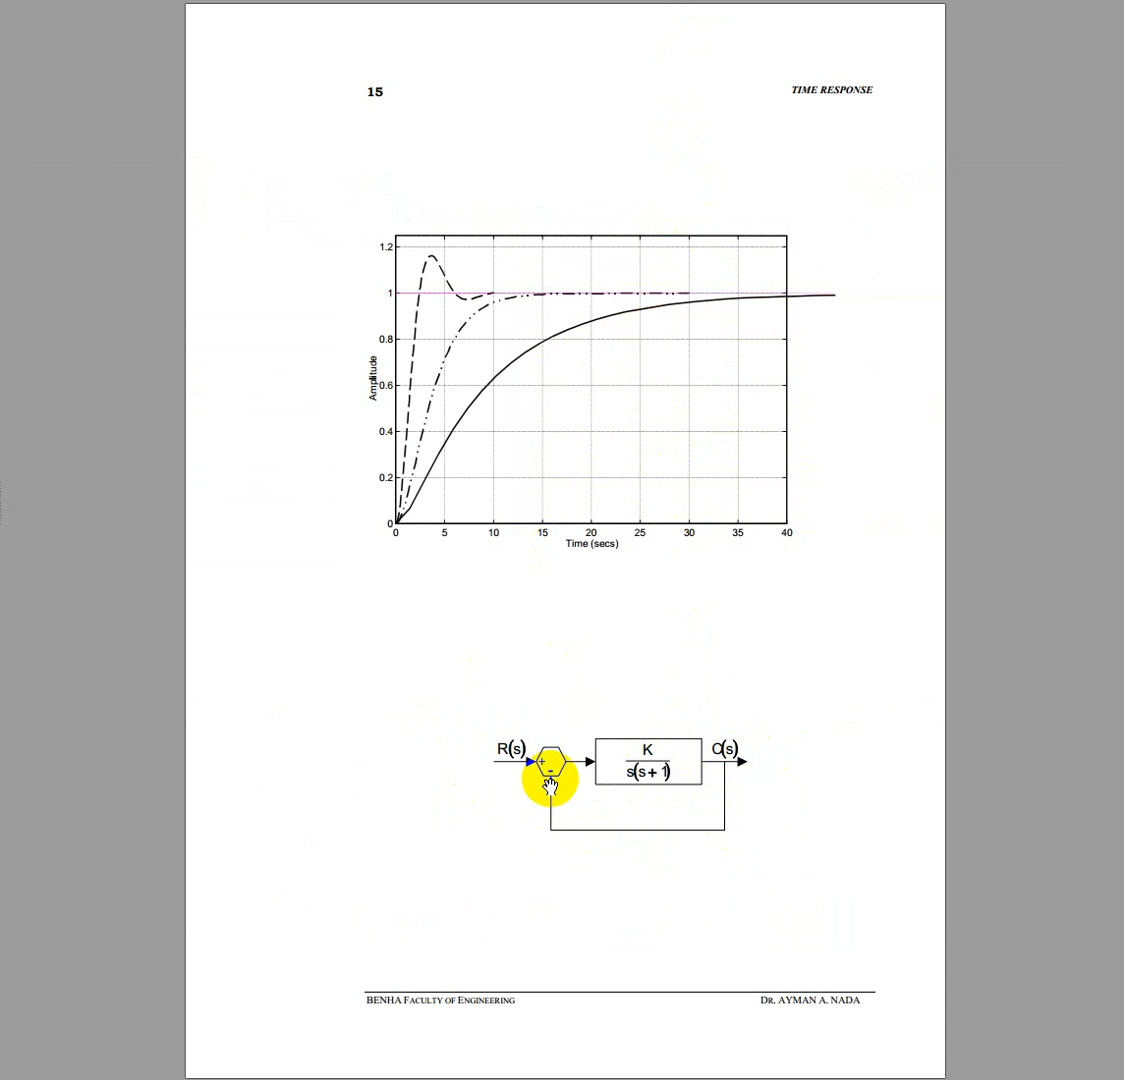 15 TIME RESPONSE
1.2
1
0.8
0.6
0.4
0.2
0
Amplitude
0 5 10 15 20 25 30 35 40
Time (secs)
R(s) + - K C(s)
s(s+1)
BENHA FACULTY OF ENGINEERING DR. AYMAN A. NADA